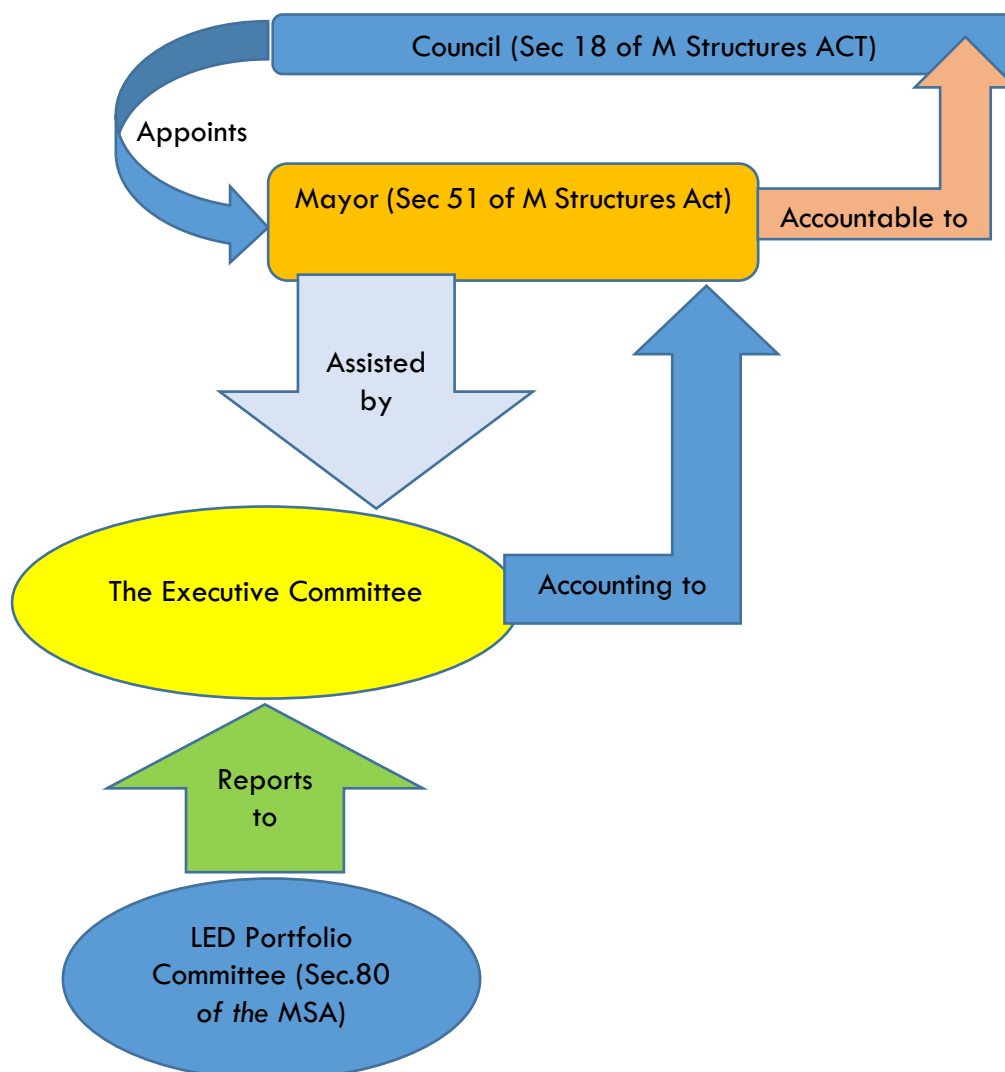 Council (Sec 18 of M Structures ACT)
Appoints
Mayor (Sec 51 of M Structures Act)
Accountable to
Assisted
by
The Executive Committee
Accounting to
Reports
to
LED Portfolio
Committee (Sec.80
of the MSA)